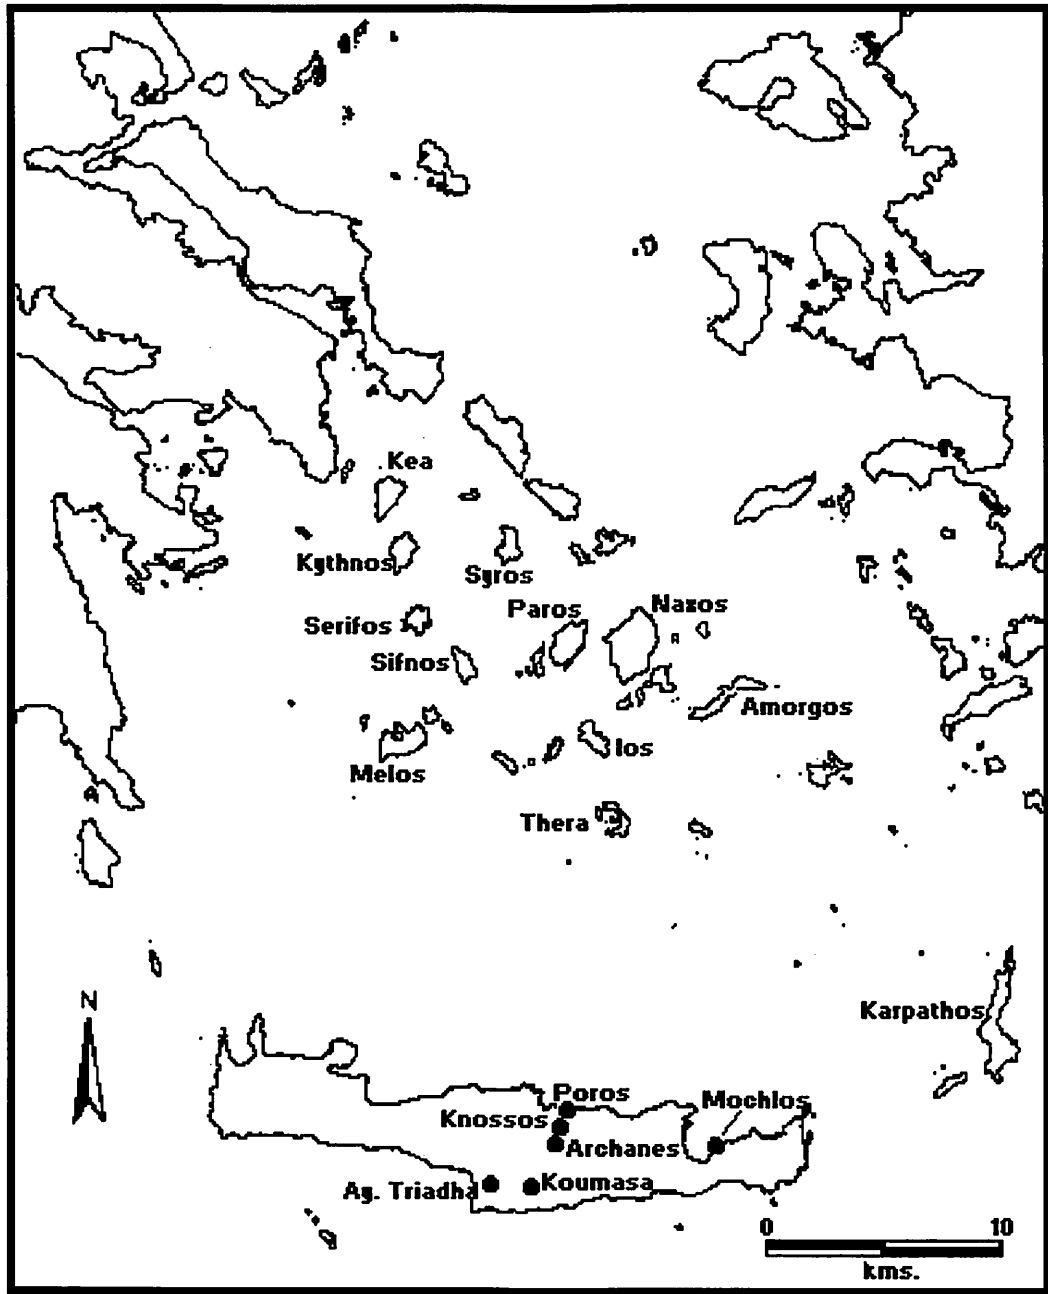 Kea
Kythnos
Syros
Paros
Naxos
Serifos
Sifnos
Amorgos
Ios
Melos
Thera
N
Karpathos
Poros
Mochlos
Knossos
Archanes
Ag. Triadha
Koumasa
0 10
kms.